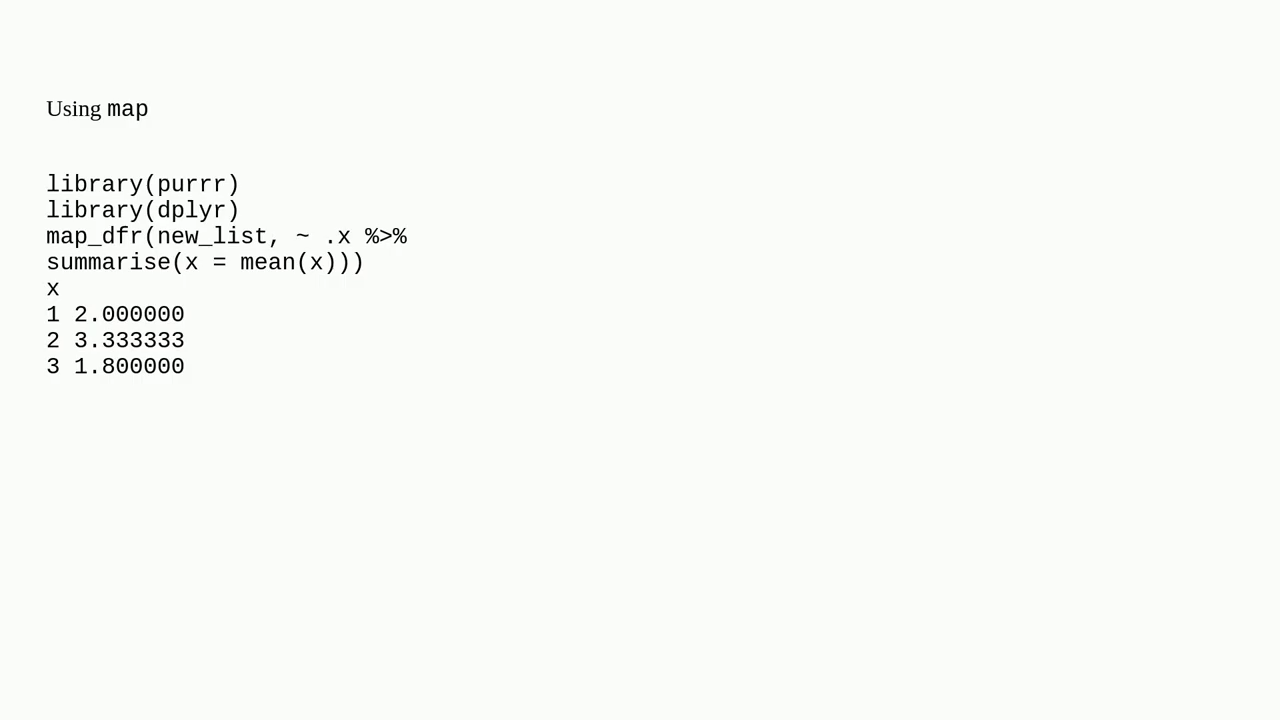 Using map
library(purrr)
library(dplyr)
map_dfr(new_list, ~ .x %>%
summarise(x = mean(x)))
x
1 2.000000
2 3.333333
3 1.800000